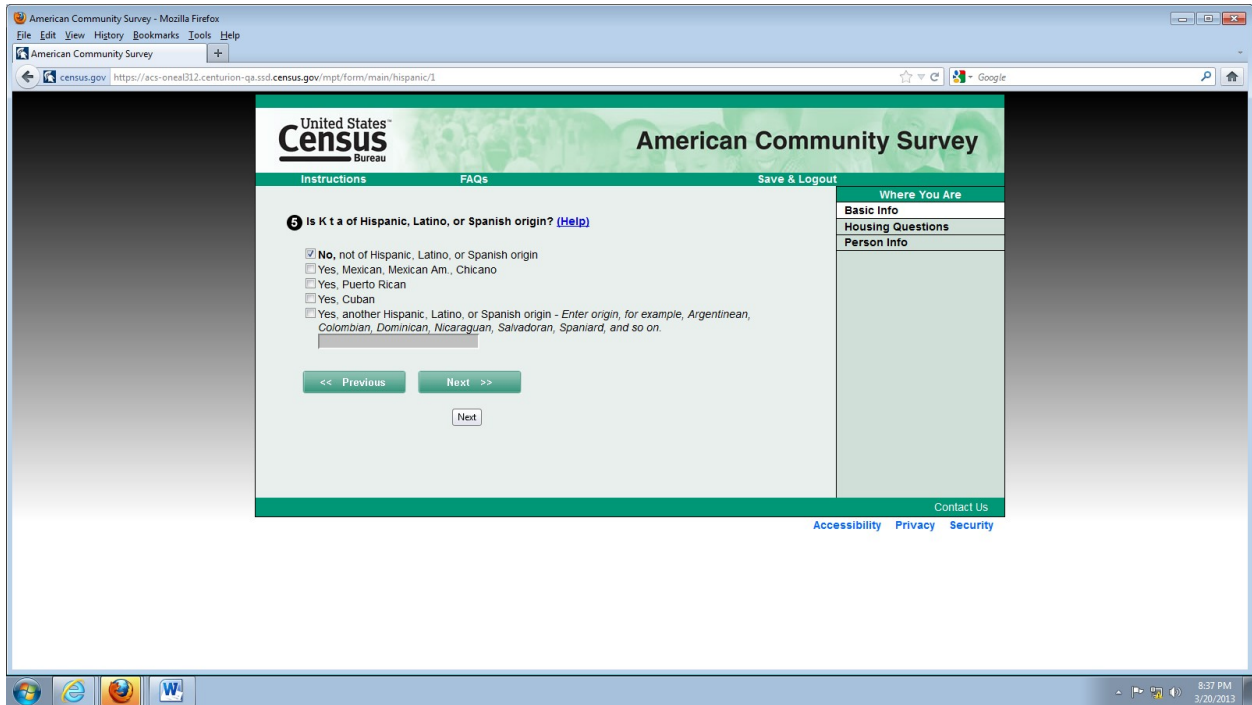 American Community Survey - Mozilla Firefox
File Edit View History Bookmarks Tools Help
American Community Survey +
census.gov https://acs-oneal312.centurion-qa.ssd.census.gov/mpt/form/main/hispanic/1 Google
United States™
Census
Bureau
American Community Survey
Instructions FAQs Save & Logout
Where You Are
Basic Info
Housing Questions
Person Info
5 Is K t a of Hispanic, Latino, or Spanish origin? (Help)
No, not of Hispanic, Latino, or Spanish origin
Yes, Mexican, Mexican Am., Chicano
Yes, Puerto Rican
Yes, Cuban
Yes, another Hispanic, Latino, or Spanish origin - Enter origin, for example, Argentinean,
Colombian, Dominican, Nicaraguan, Salvadoran, Spaniard, and so on.
<< Previous Next >>
Next
Contact Us
Accessibility Privacy Security
W
8:37 PM
3/20/2013